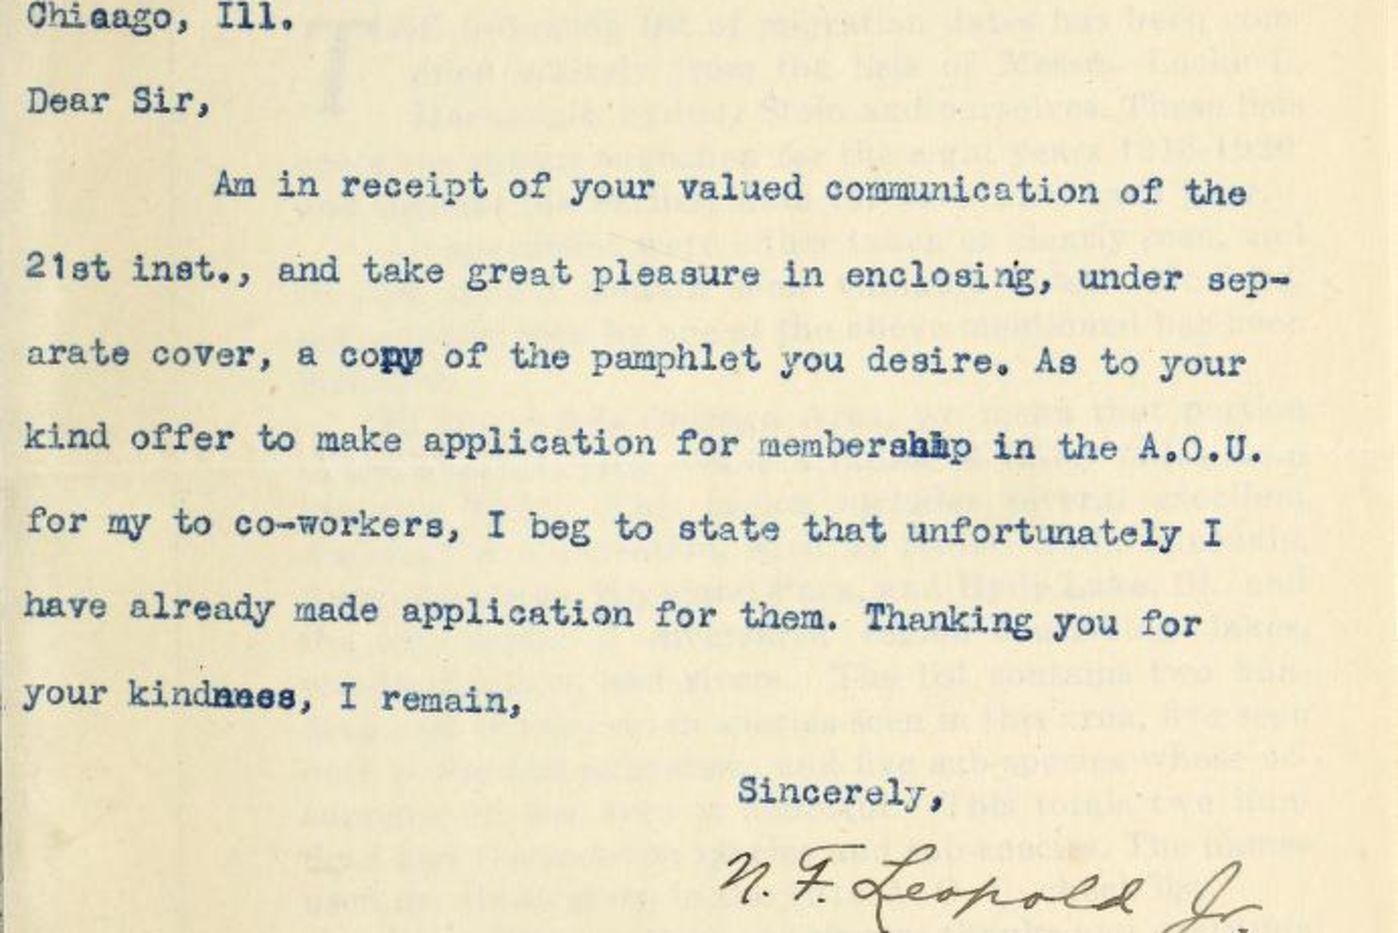 Chicago, Ill.
Dear Sir,
Am in receipt of your valued communication of the
21st inst., and take great pleasure in enclosing, under sep-
arate cover, a copy of the pamphlet you desire. As to your
kind offer to make application for membership in the A.O.U.
for my to co-workers, I beg to state that unfortunately I
have already made application for them. Thanking you for
your kindness, I remain,
Sincerely,
N. F. Leopold Jr.